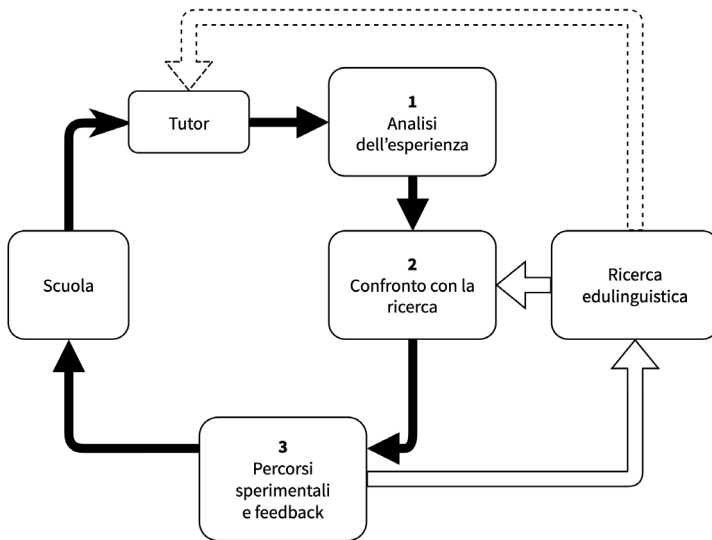 Tutor
1
Analisi
dell'esperienza
Scuola
2
Confronto con la
ricerca
Ricerca
edulinguistica
3
Percorsi
sperimentali
e feedback